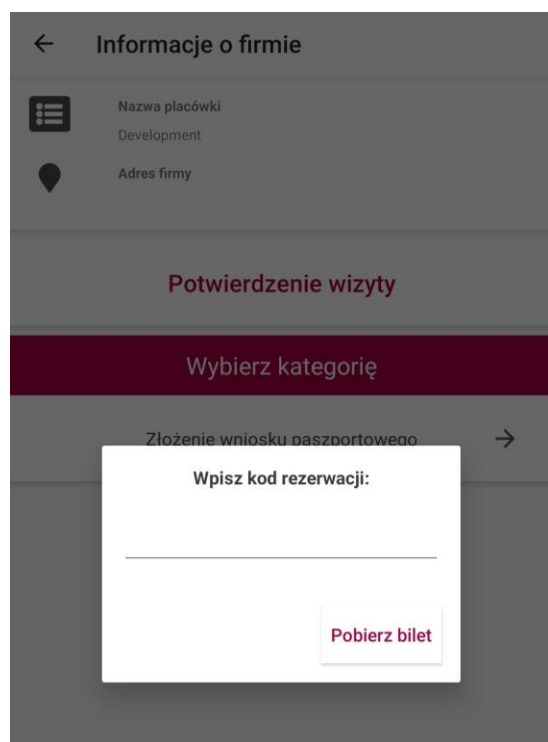 Informacje o firmie
Nazwa placówki
Development
Adres firmy
Potwierdzenie wizyty
Wybierz kategorię
Złożenie wniosku paszportowego
Wpisz kod rezerwacji:
Pobierz bilet